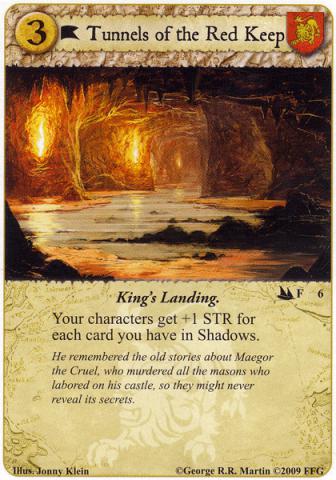 3 Tunnels of the Red Keep
King's Landing. F 6
Your characters get +1 STR for
each card you have in Shadows.
He remembered the old stories about Maegor
the Cruel, who murdered all the masons who
labored on his castle, so they might never
reveal its secrets.
Illus. Jonny Klein ©George R.R. Martin ©2009 FFG